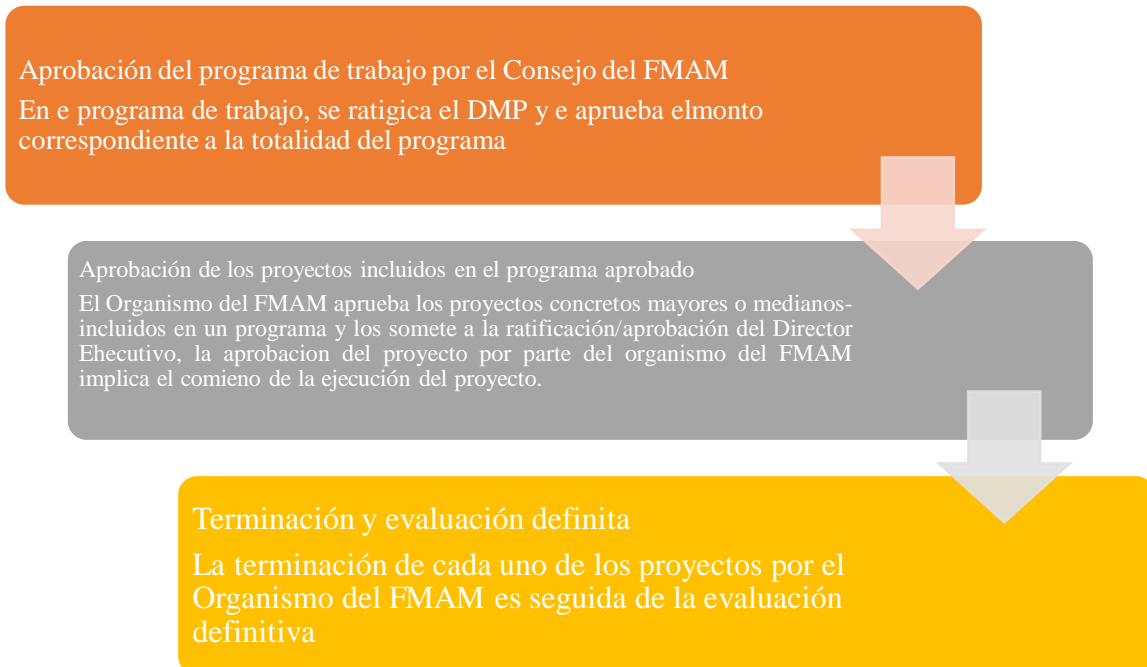 Aprobación del programa de trabajo por el Consejo del FMAM
En e programa de trabajo, se ratigica el DMP y e aprueba elmonto
correspondiente a la totalidad del programa
Aprobación de los proyectos incluidos en el programa aprobado
El Organismo del FMAM aprueba los proyectos concretos mayores o medianos-
incluidos en un programa y los somete a la ratificación/aprobación del Director
Ehecutivo, la aprobacion del proyecto por parte del organismo del FMAM
implica el comieno de la ejecución del proyecto.
Terminación y evaluación definita
La terminación de cada uno de los proyectos por el
Organismo del FMAM es seguida de la evaluación
definitiva